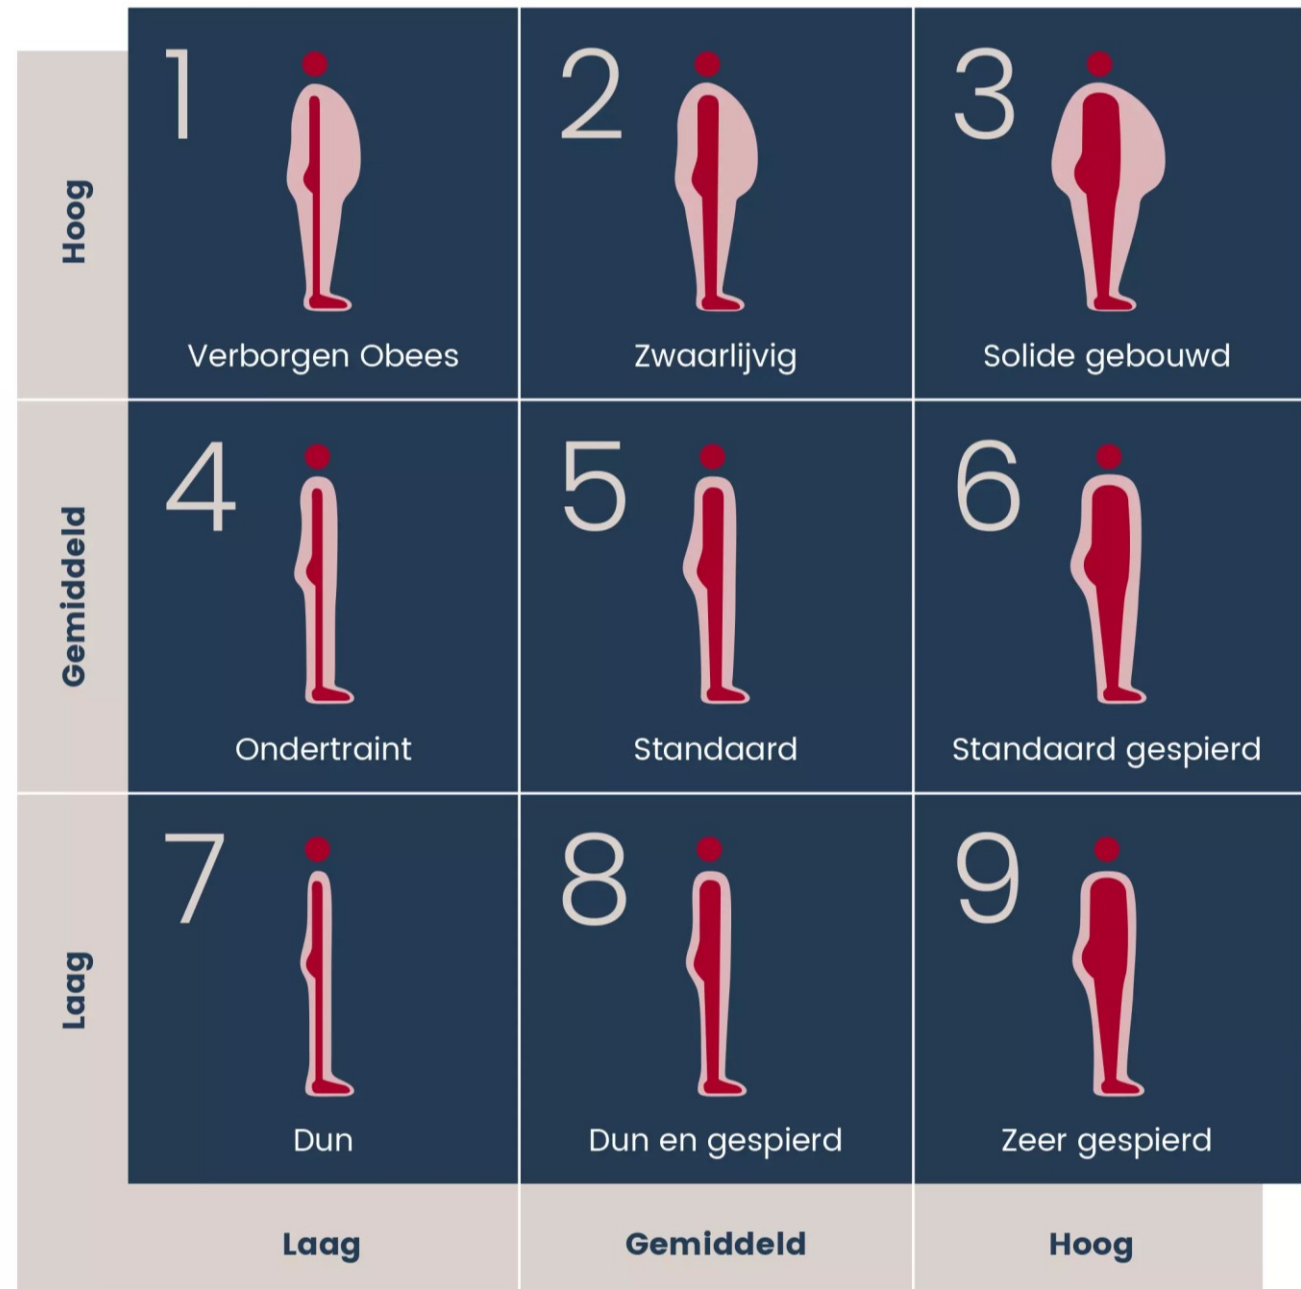 Hoog
1
Verborgen Obees
2
Zwaarlijvig
3
Solide gebouwd
Gemiddeld
4
Ondertraint
5
Standaard
6
Standaard gespierd
Laag
7
Dun
8
Dun en gespierd
9
Zeer gespierd
Laag
Gemiddeld
Hoog